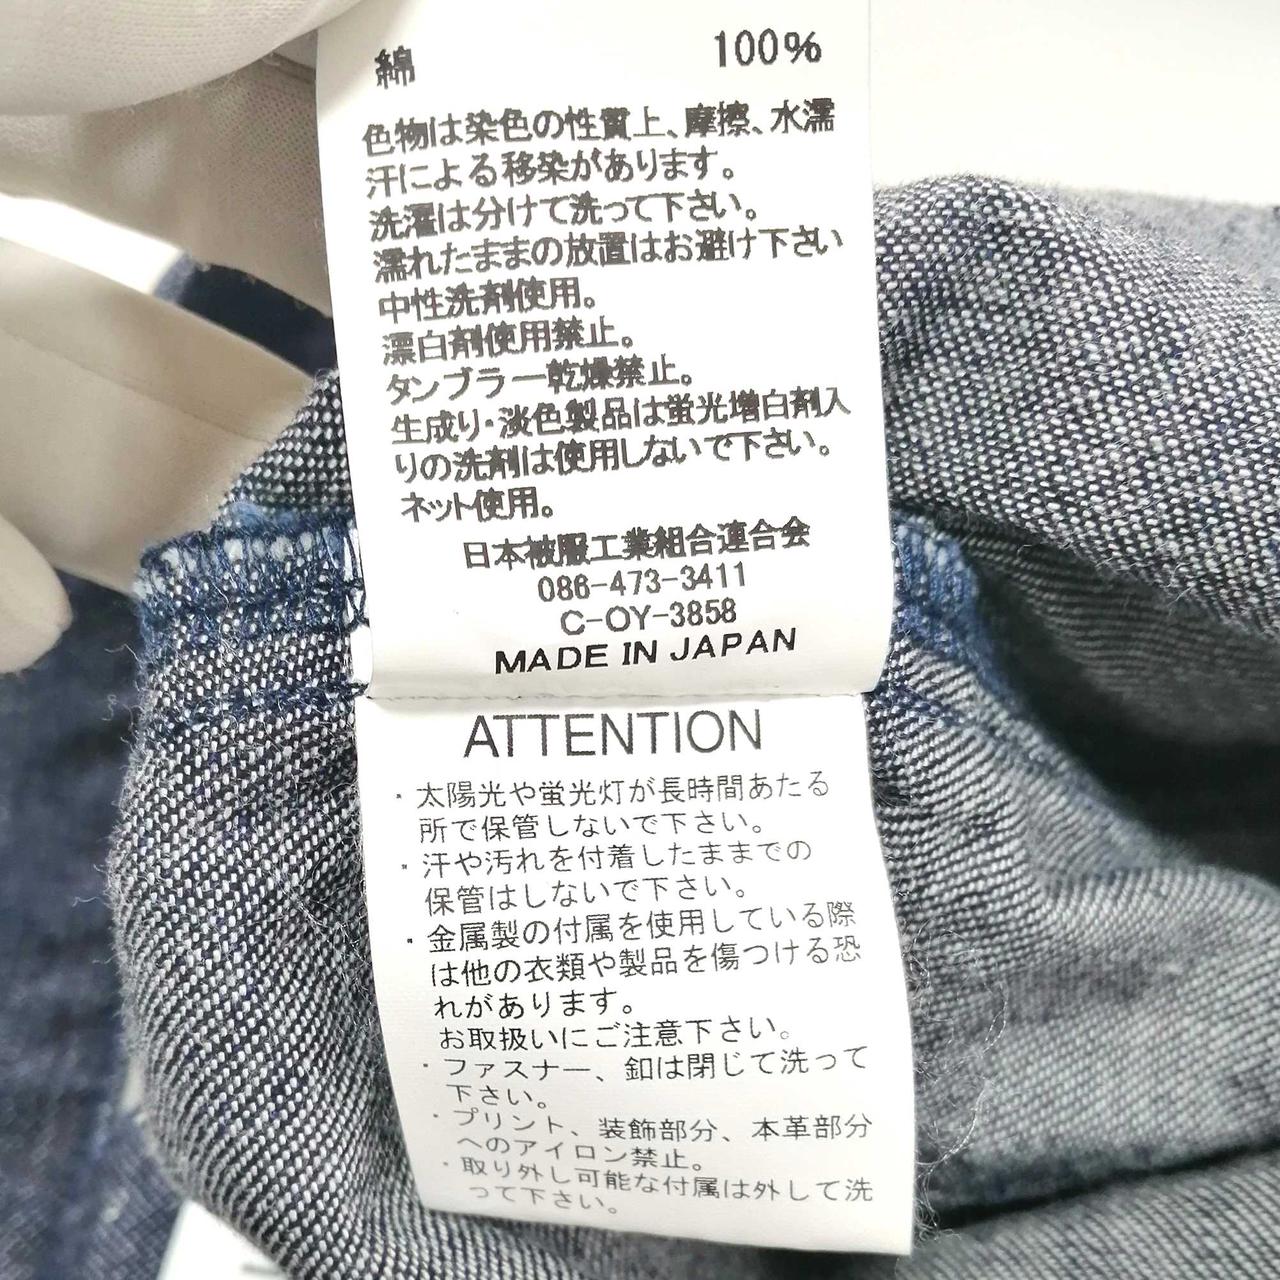 綿 100%
色物は染色の性質上、摩擦、水濡
汗による移染があります。
洗濯は分けて洗って下さい。
濡れたままの放置はお避け下さい
中性洗剤使用。
漂白剤使用禁止。
タンブラー乾燥禁止。
生成り・淡色製品は蛍光増白剤入
りの洗剤は使用しないで下さい。
ネット使用。
日本被服工業組合連合会
086-473-3411
C-OY-3858
MADE IN JAPAN
ATTENTION
・太陽光や蛍光灯が長時間あたる
所で保管しないで下さい。
・汗や汚れを付着したままでの
保管はしないで下さい。
・金属製の付属を使用している際
は他の衣類や製品を傷つける恐
れがあります。
お取扱いにご注意下さい。
・ファスナー、釦は閉じて洗って
下さい。
・プリント、装飾部分、本革部分
へのアイロン禁止。
・取り外し可能な付属は外して洗
って下さい。